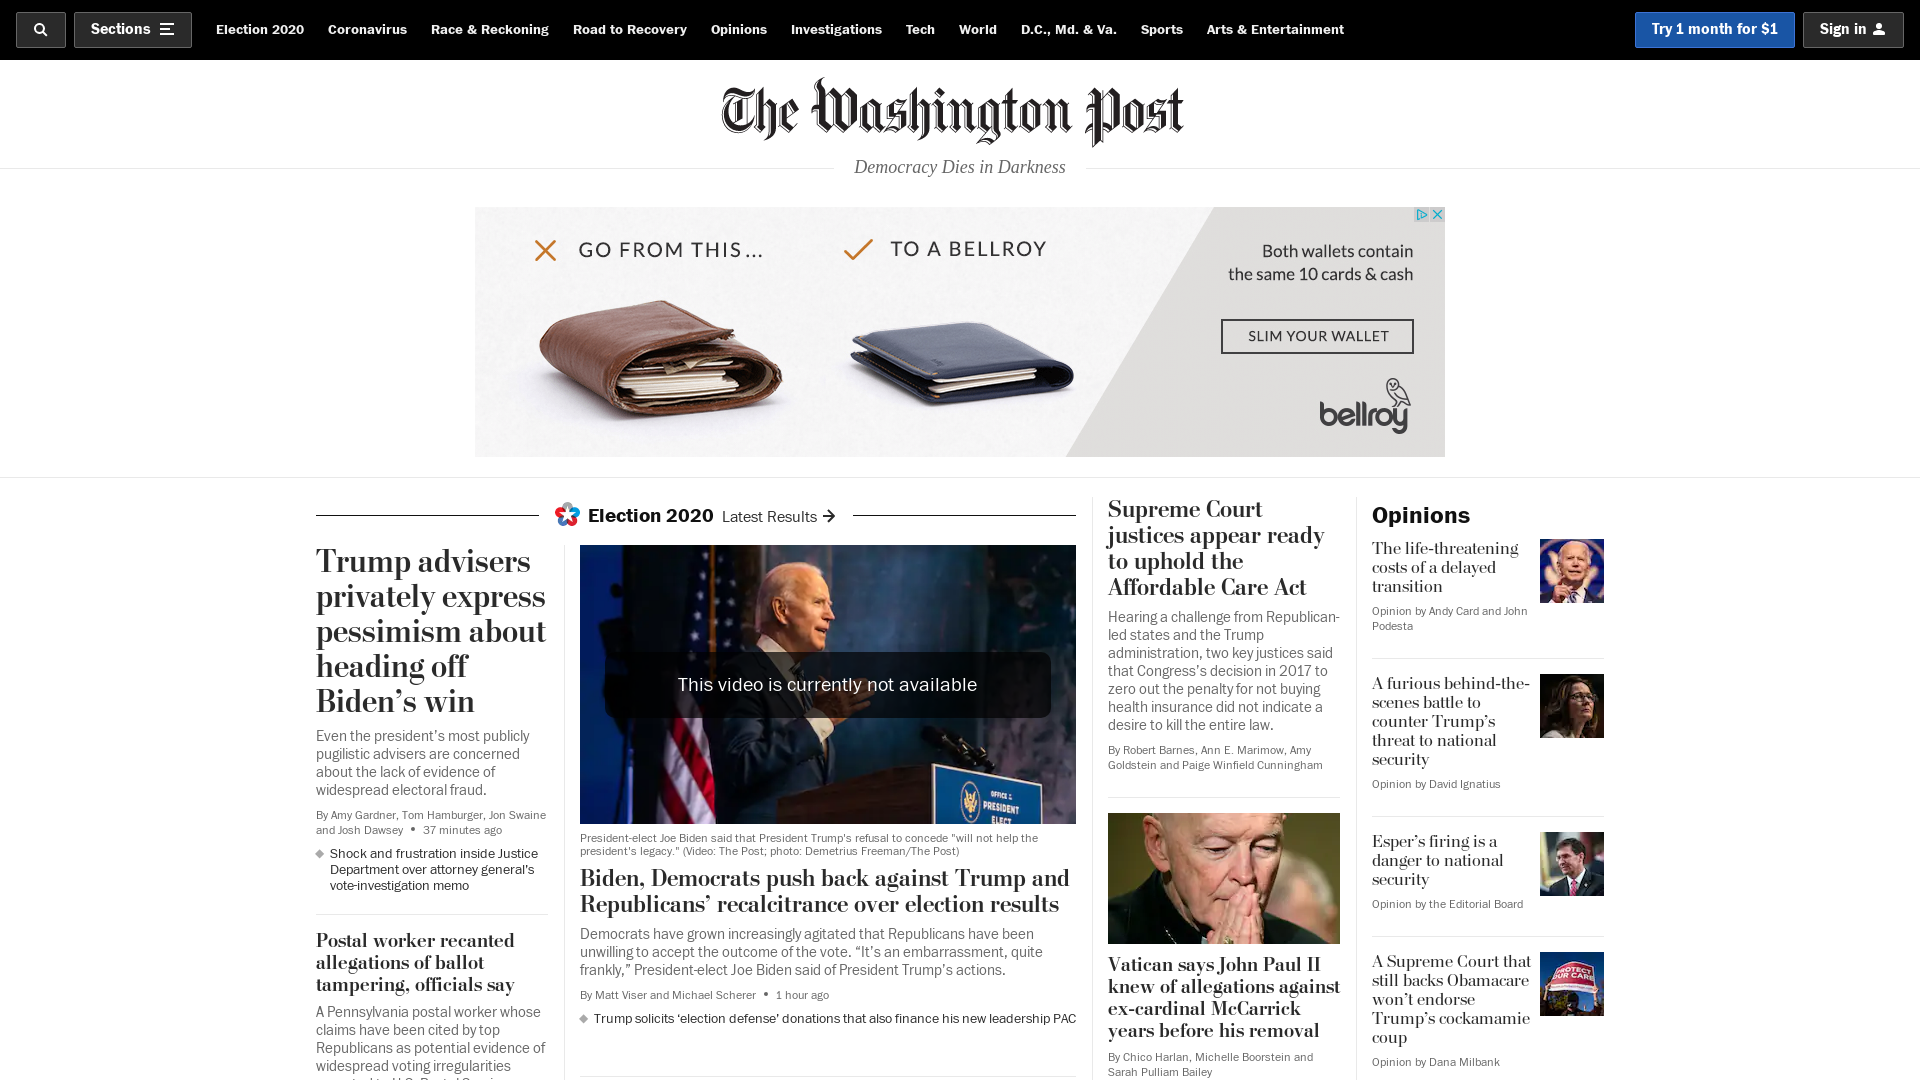 Sections
Election 2020
Coronavirus
Race & Reckoning
Road to Recovery
Opinions
Investigations
Tech
World
D.C., Md. & Va.
Sports
Arts & Entertainment
Try 1 month for $1
Sign in
The Washington Post
Democracy Dies in Darkness
GO FROM THIS...
TO A BELLROY
Both wallets contain
the same 10 cards & cash
SLIM YOUR WALLET
bellroy
Election 2020 Latest Results
Trump advisers
privately express
pessimism about
heading off
Biden’s win
Even the president’s most publicly
pugilistic advisers are concerned
about the lack of evidence of
widespread electoral fraud.
By Amy Gardner, Tom Hamburger, Jon Swaine
and Josh Dawsey • 37 minutes ago
Shock and frustration inside Justice
Department over attorney general's
vote-investigation memo
Postal worker recanted
allegations of ballot
tampering, officials say
A Pennsylvania postal worker whose
claims have been cited by top
Republicans as potential evidence of
widespread voting irregularities
This video is currently not available
OFFICE of the
PRESIDENT
ELECT
President-elect Joe Biden said that President Trump's refusal to concede "will not help the
president's legacy." (Video: The Post; photo: Demetrius Freeman/The Post)
Biden, Democrats push back against Trump and
Republicans’ recalcitrance over election results
Democrats have grown increasingly agitated that Republicans have been
unwilling to accept the outcome of the vote. “It’s an embarrassment, quite
frankly,” President-elect Joe Biden said of President Trump’s actions.
By Matt Viser and Michael Scherer • 1 hour ago
Trump solicits ‘election defense’ donations that also finance his new leadership PAC
Supreme Court
justices appear ready
to uphold the
Affordable Care Act
Hearing a challenge from Republican-
led states and the Trump
administration, two key justices said
that Congress’s decision in 2017 to
zero out the penalty for not buying
health insurance did not indicate a
desire to kill the entire law.
By Robert Barnes, Ann E. Marimow, Amy
Goldstein and Paige Winfield Cunningham
Vatican says John Paul II
knew of allegations against
ex-cardinal McCarrick
years before his removal
By Chico Harlan, Michelle Boorstein and
Sarah Pulliam Bailey
Opinions
The life-threatening
costs of a delayed
transition
Opinion by Andy Card and John
Podesta
A furious behind-the-
scenes battle to
counter Trump’s
threat to national
security
Opinion by David Ignatius
Esper’s firing is a
danger to national
security
Opinion by the Editorial Board
A Supreme Court that
still backs Obamacare
won’t endorse
Trump’s cockamamie
coup
Opinion by Dana Milbank
PROTECT
OUR CARE